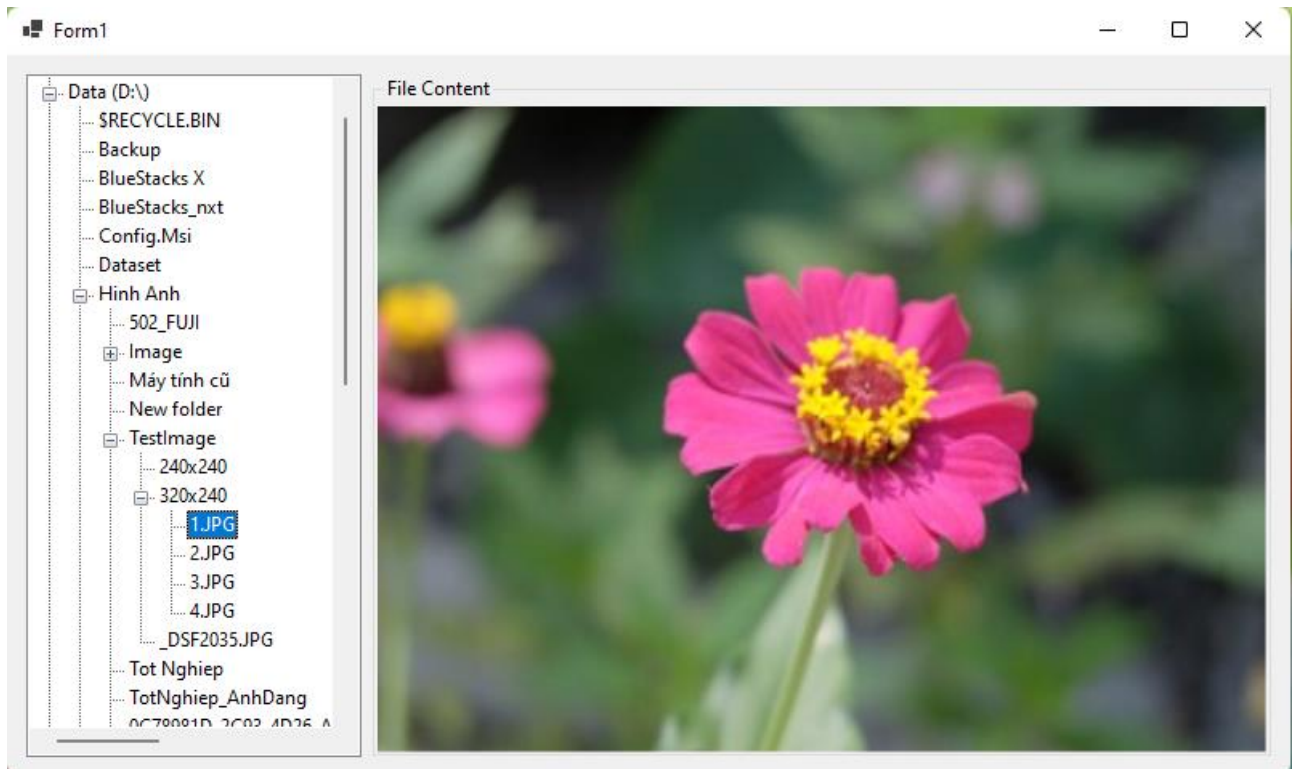 Form1
Data (D:\)
$RECYCLE.BIN
Backup
BlueStacks X
BlueStacks_nxt
Config.Msi
Dataset
Hinh Anh
502_FUJI
Image
Máy tính cũ
New folder
TestImage
240x240
320x240
1.JPG
2.JPG
3.JPG
4.JPG
_DSF2035.JPG
Tot Nghiep
TotNghiep_AnhDang
File Content